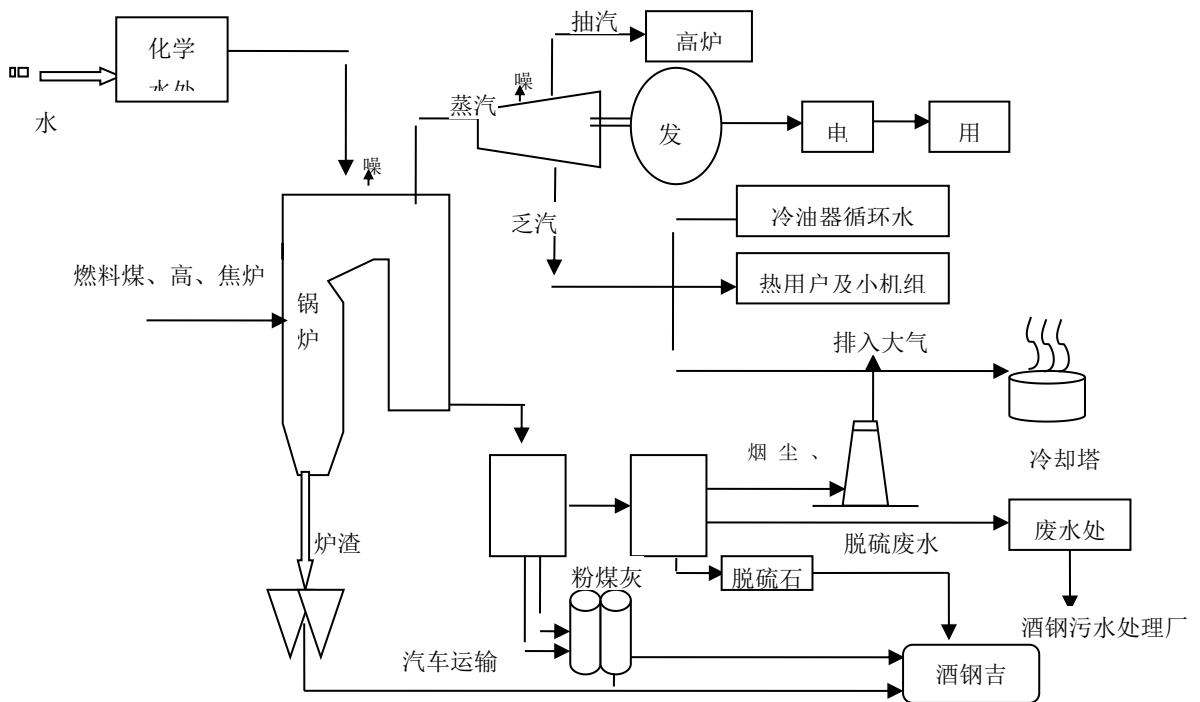 化学
水
抽汽
高炉
噪
蒸汽
发
用
噪
乏汽
冷油器循环水
热用户及小机组
燃料煤、高、焦炉
锅
炉
排入大气
烟 尘 、
冷却塔
炉渣
脱硫废水
废水处
粉煤灰
脱硫石
酒钢污水处理厂
汽车运输
酒钢吉